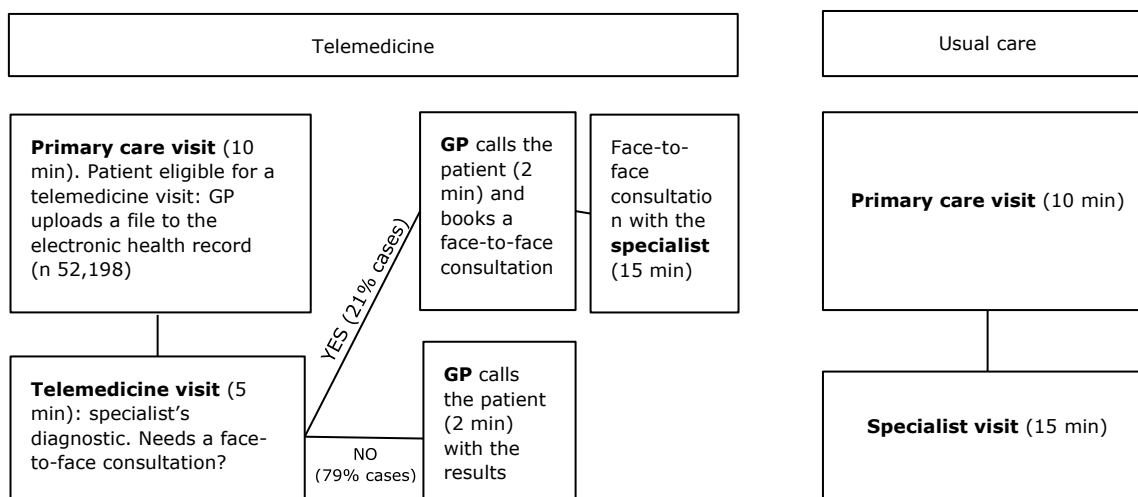 Telemedicine
Usual care
Primary care visit (10
min). Patient eligible for a
telemedicine visit: GP
uploads a file to the
electronic health record
(n 52,198)
GP calls the
patient (2
min) and
books a
face-to-face
consultation
Face-to-
face
consultatio
n with the
specialist
(15 min)
Primary care visit (10 min)
YES (21% cases)
Telemedicine visit (5
min): specialist’s
diagnostic. Needs a face-
to-face consultation?
NO
(79% cases)
GP calls
the patient
(2 min)
with the
results
Specialist visit (15 min)